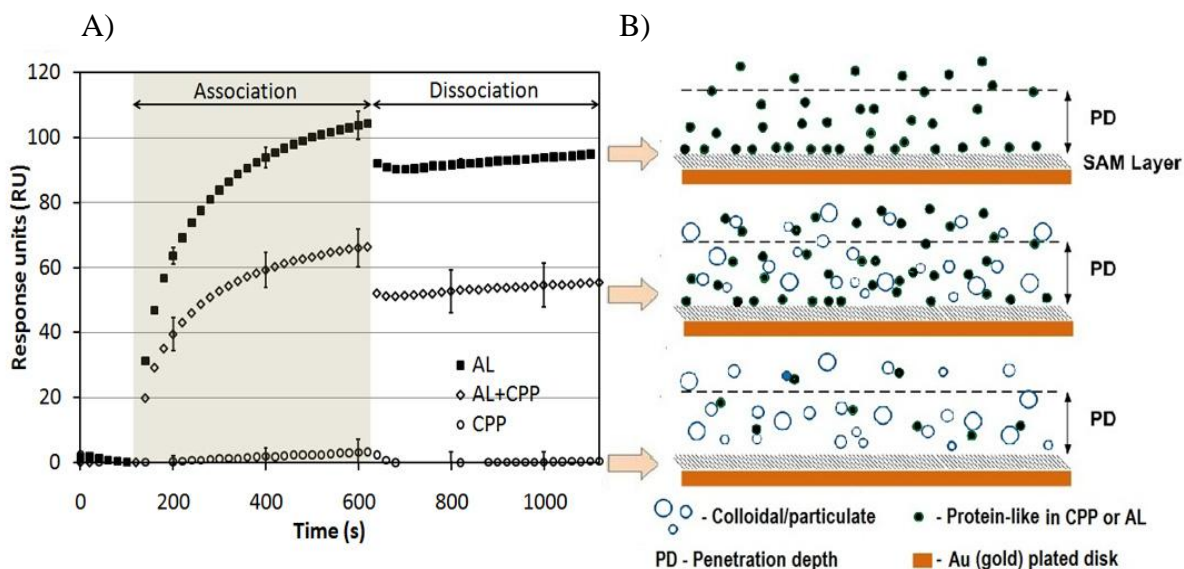 A)
B)
120
100
80
60
40
20
0
Response units (RU)
Association
Dissociation
AL
AL+CPP
CPP
0
200
400
600
800
1000
Time (s)
PD
SAM Layer
PD
PD
- Colloidal/particulate
- Protein-like in CPP or AL
PD - Penetration depth
- Au (gold) plated disk